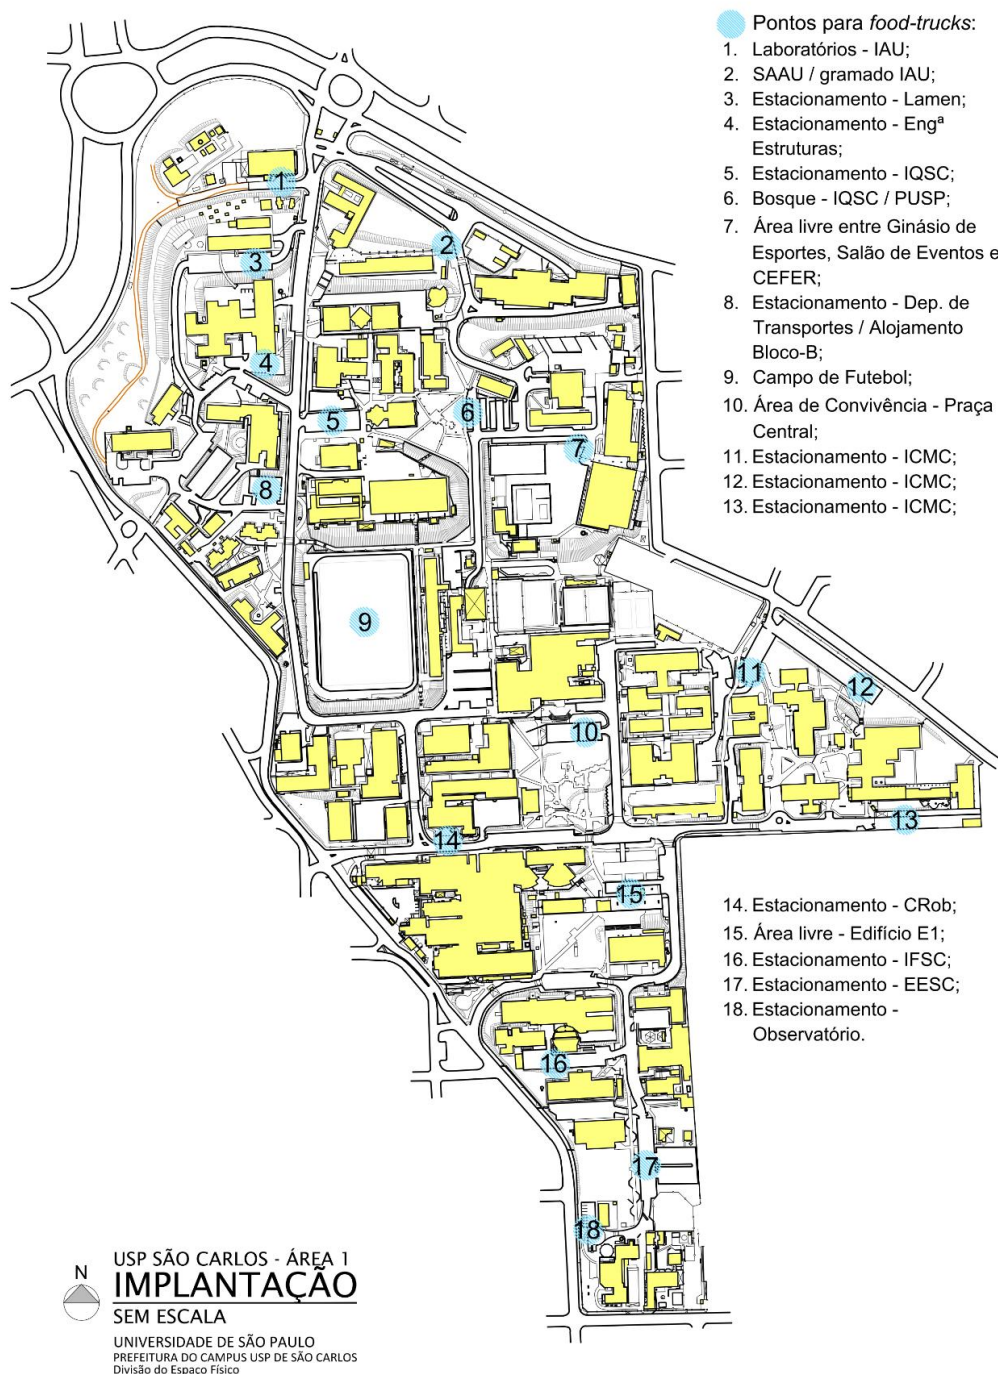 Pontos para food-trucks:
1. Laboratórios - IAU;
2. SAAU / gramado IAU;
3. Estacionamento - Lamen;
4. Estacionamento - Engª
Estruturas;
5. Estacionamento - IQSC;
6. Bosque - IQSC / PUSP;
7. Área livre entre Ginásio de
Esportes, Salão de Eventos e
CEFER;
8. Estacionamento - Dep. de
Transportes / Alojamento
Bloco-B;
9. Campo de Futebol;
10. Área de Convivência - Praça
Central;
11. Estacionamento - ICMC;
12. Estacionamento - ICMC;
13. Estacionamento - ICMC;
1
2
3
4
5
6
7
8
9
10
11
12
13
14
15
16
17
18
14. Estacionamento - CRob;
15. Área livre - Edifício E1;
16. Estacionamento - IFSC;
17. Estacionamento - EESC;
18. Estacionamento -
Observatório.
N
USP SÃO CARLOS - ÁREA 1
IMPLANTAÇÃO
SEM ESCALA
UNIVERSIDADE DE SÃO PAULO
PREFEITURA DO CAMPUS USP DE SÃO CARLOS
Divisão do Espaço Físico